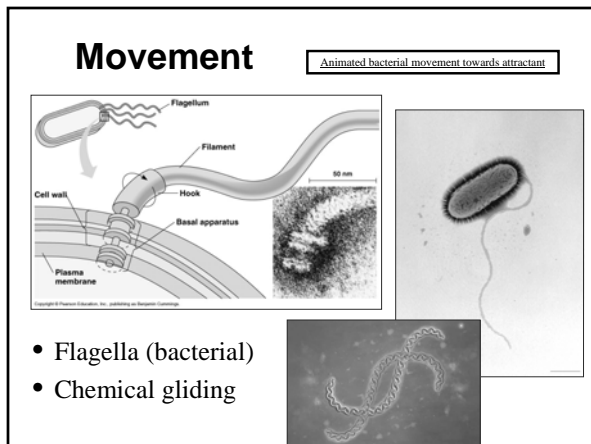 Movement
Animated bacterial movement towards attractant
Flagellum
Filament
50 nm
Cell wall
Hook
Basal apparatus
Plasma
membrane
Copyright © Pearson Education, Inc., publishing as Benjamin Cummings.
• Flagella (bacterial)
• Chemical gliding